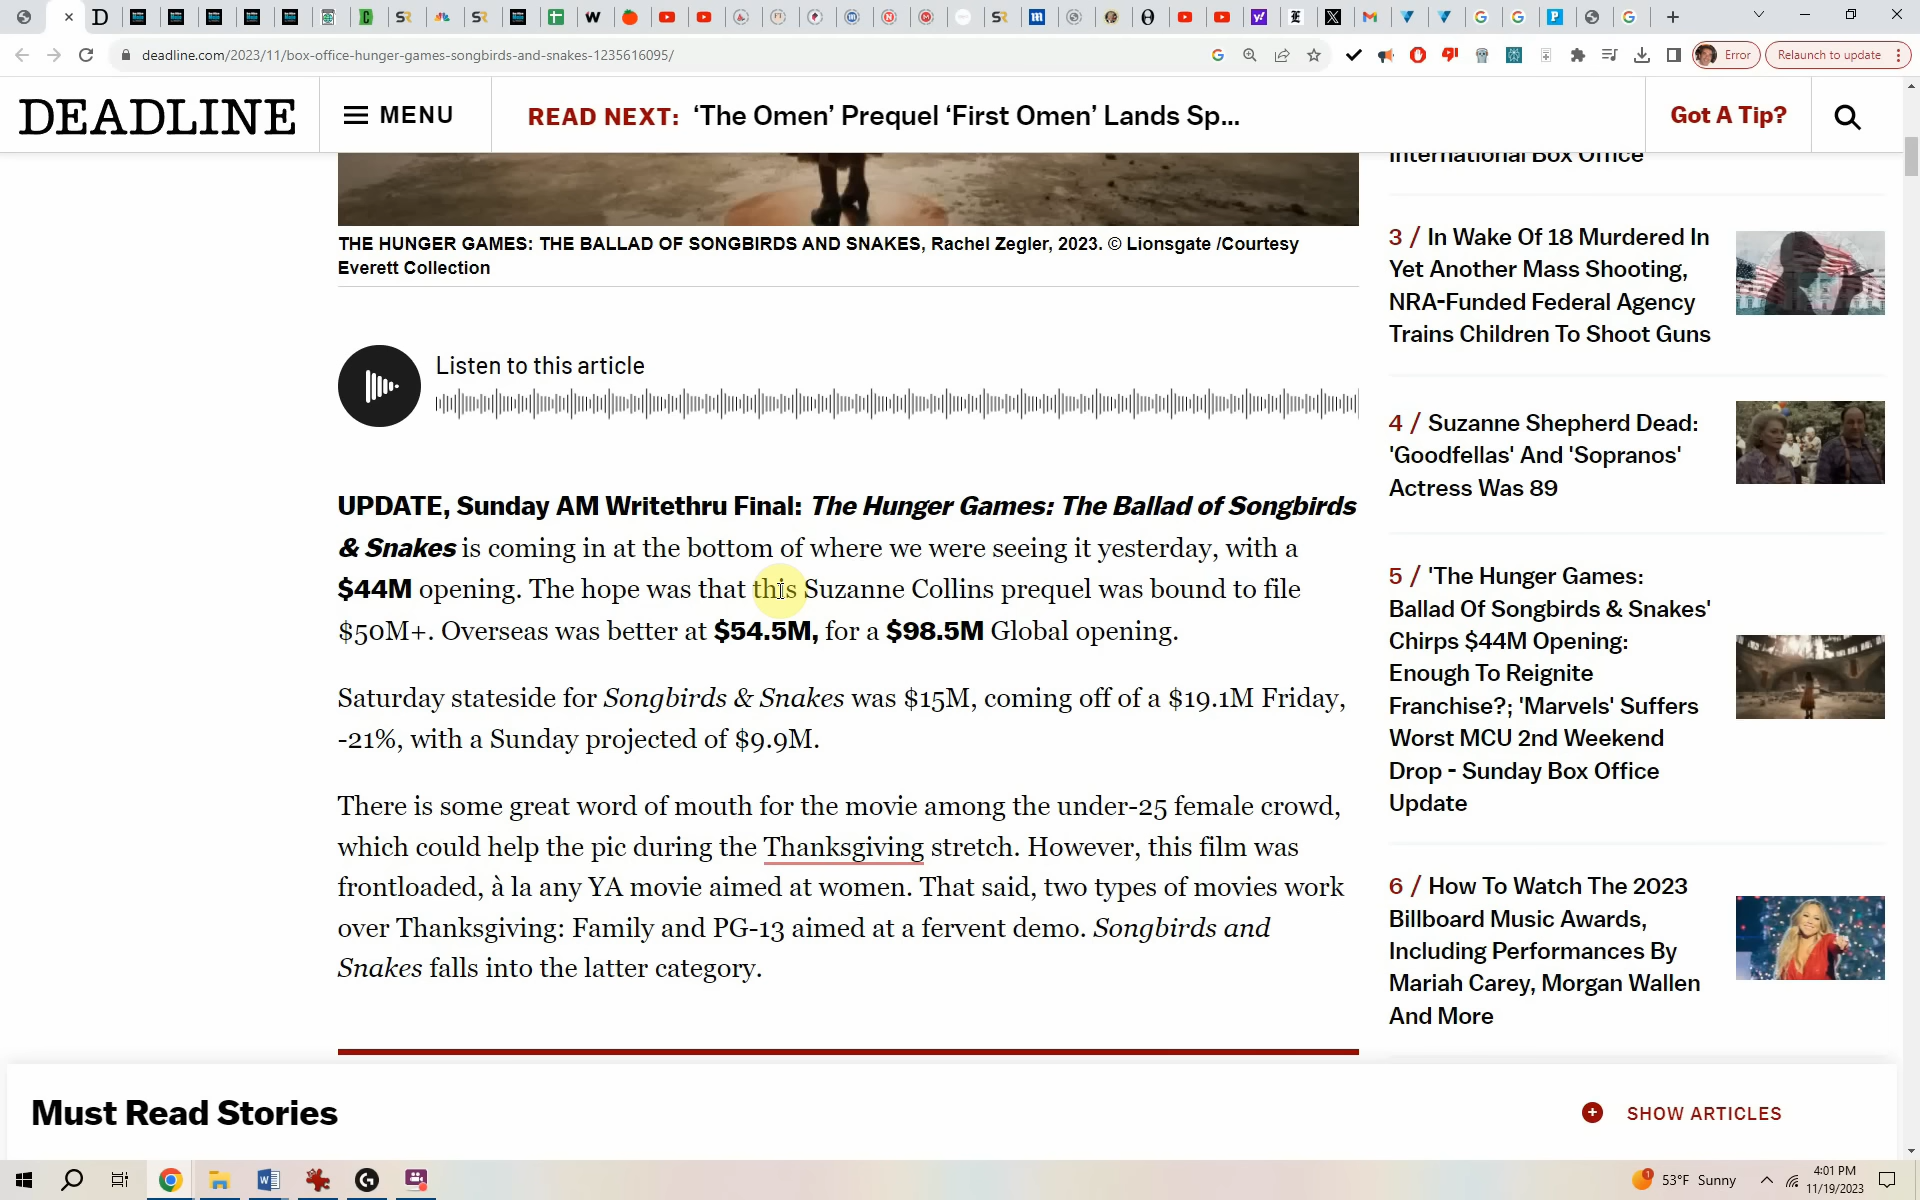 deadline.com/2023/11/box-office-hunger-games-songbirds-and-snakes-1235616095/
Error
Relaunch to update
DEADLINE
MENU
READ NEXT: ‘The Omen’ Prequel ‘First Omen’ Lands Sp...
Got A Tip?
THE HUNGER GAMES: THE BALLAD OF SONGBIRDS AND SNAKES, Rachel Zegler, 2023. © Lionsgate /Courtesy
Everett Collection
Listen to this article
UPDATE, Sunday AM Writethru Final: The Hunger Games: The Ballad of Songbirds
& Snakes is coming in at the bottom of where we were seeing it yesterday, with a
$44M opening. The hope was that this Suzanne Collins prequel was bound to file
$50M+. Overseas was better at $54.5M, for a $98.5M Global opening.
Saturday stateside for Songbirds & Snakes was $15M, coming off of a $19.1M Friday,
-21%, with a Sunday projected of $9.9M.
There is some great word of mouth for the movie among the under-25 female crowd,
which could help the pic during the Thanksgiving stretch. However, this film was
frontloaded, à la any YA movie aimed at women. That said, two types of movies work
over Thanksgiving: Family and PG-13 aimed at a fervent demo. Songbirds and
Snakes falls into the latter category.
International Box Office
3 / In Wake Of 18 Murdered In
Yet Another Mass Shooting,
NRA-Funded Federal Agency
Trains Children To Shoot Guns
4 / Suzanne Shepherd Dead:
'Goodfellas' And 'Sopranos'
Actress Was 89
5 / 'The Hunger Games:
Ballad Of Songbirds & Snakes'
Chirps $44M Opening:
Enough To Reignite
Franchise?; 'Marvels' Suffers
Worst MCU 2nd Weekend
Drop - Sunday Box Office
Update
6 / How To Watch The 2023
Billboard Music Awards,
Including Performances By
Mariah Carey, Morgan Wallen
And More
Must Read Stories
SHOW ARTICLES
53°F Sunny
4:01 PM
11/19/2023